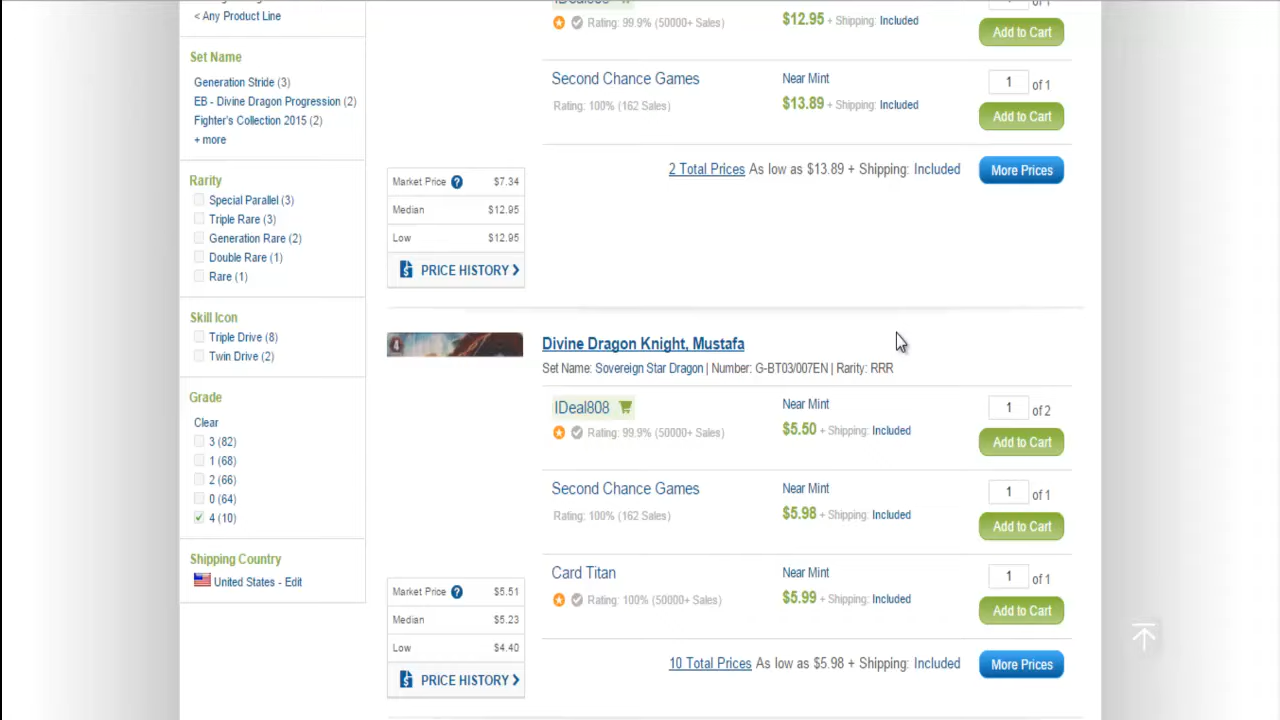 < Any Product Line
Set Name
Generation Stride (3)
EB - Divine Dragon Progression (2)
Fighter's Collection 2015 (2)
+ more
Rarity
Special Parallel (3)
Triple Rare (3)
Generation Rare (2)
Double Rare (1)
Rare (1)
Skill Icon
Triple Drive (8)
Twin Drive (2)
Grade
Clear
3 (82)
1 (68)
2 (66)
0 (64)
4 (10)
Shipping Country
United States - Edit
Rating: 99.9% (50000+ Sales)
$12.95 + Shipping: Included
Add to Cart
Second Chance Games
Near Mint
1 of 1
Rating: 100% (162 Sales)
$13.89 + Shipping: Included
Add to Cart
2 Total Prices As low as $13.89 + Shipping: Included
More Prices
Market Price ? $7.34
Median $12.95
Low $12.95
$ PRICE HISTORY >
4
Divine Dragon Knight, Mustafa
Set Name: Sovereign Star Dragon | Number: G-BT03/007EN | Rarity: RRR
IDeal808
Near Mint
1 of 2
Rating: 99.9% (50000+ Sales)
$5.50 + Shipping: Included
Add to Cart
Second Chance Games
Near Mint
1 of 1
Rating: 100% (162 Sales)
$5.98 + Shipping: Included
Add to Cart
Card Titan
Near Mint
1 of 1
Rating: 100% (50000+ Sales)
$5.99 + Shipping: Included
Add to Cart
10 Total Prices As low as $5.98 + Shipping: Included
More Prices
Market Price ? $5.51
Median $5.23
Low $4.40
$ PRICE HISTORY >